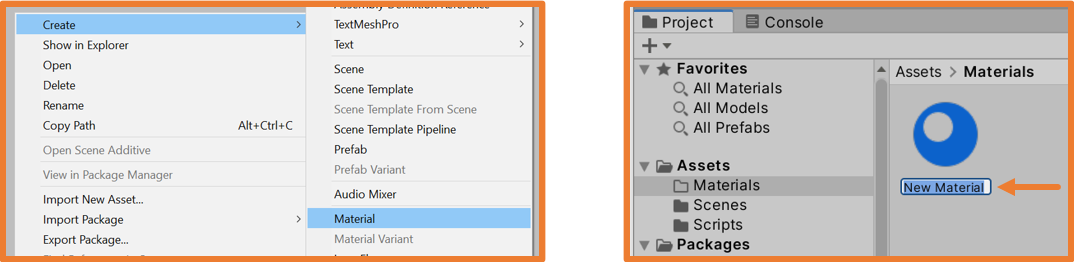 Create
Show in Explorer
Open
Delete
Rename
Copy Path Alt+Ctrl+C
Open Scene Additive
View in Package Manager
Import New Asset...
Import Package
Export Package...
TextMeshPro
Text
Scene
Scene Template
Scene Template From Scene
Scene Template Pipeline
Prefab
Prefab Variant
Audio Mixer
Material
Material Variant
Project
Console
Favorites
All Materials
All Models
All Prefabs
Assets
Materials
Scenes
Scripts
Packages
Assets > Materials
New Material